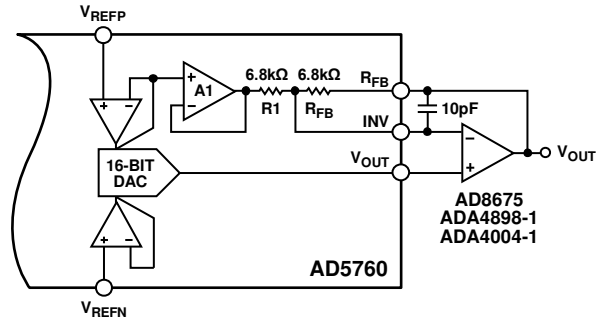 VREFP
6.8kΩ 6.8kΩ
RFB
+
–
A1
R1 RFB
10pF
INV
16-BIT
DAC
VOUT
VOUT
AD8675
ADA4898-1
ADA4004-1
AD5760
VREFN